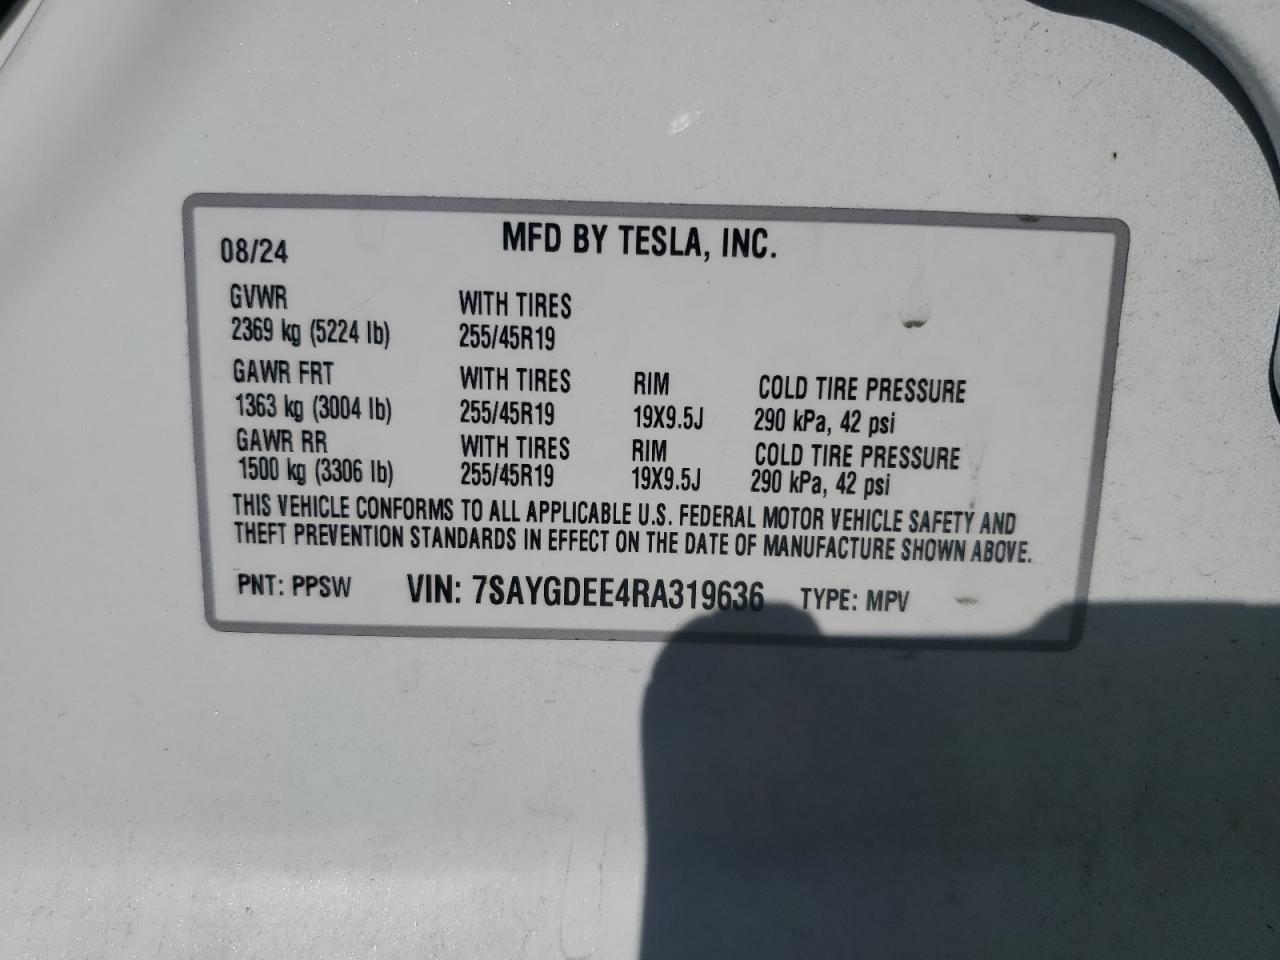 MFD BY TESLA, INC.
08/24
GVWR WITH TIRES
2369 kg (5224 lb) 255/45R19
GAWR FRT WITH TIRES RIM COLD TIRE PRESSURE
1363 kg (3004 lb) 255/45R19 19X9.5J 290 kPa, 42 psi
GAWR RR WITH TIRES RIM COLD TIRE PRESSURE
1500 kg (3306 lb) 255/45R19 19X9.5J 290 kPa, 42 psi
THIS VEHICLE CONFORMS TO ALL APPLICABLE U.S. FEDERAL MOTOR VEHICLE SAFETY AND
THEFT PREVENTION STANDARDS IN EFFECT ON THE DATE OF MANUFACTURE SHOWN ABOVE.
PNT: PPSW VIN: 7SAYGDEE4RA319636 TYPE: MPV